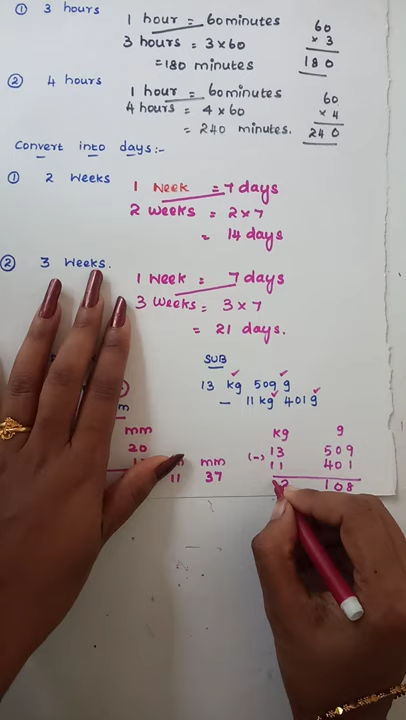 ① 3 hours
1 hour = 60 minutes
3 hours = 3 x 60
= 180 minutes
60
x 3
180
② 4 hours
1 hour = 60 minutes
4 hours = 4 x 60
= 240 minutes.
60
x 4
240
Convert into days:-
① 2 Weeks
1 Week = 7 days
2 Weeks = 2 x 7
= 14 days
② 3 Weeks.
1 Week = 7 days
3 Weeks = 3 x 7
= 21 days.
SUB
13 kg 509 g
- 11 kg 401 g
m
mm
20
mm
11 37
kg g
(-) 13 509
11 401
2 108